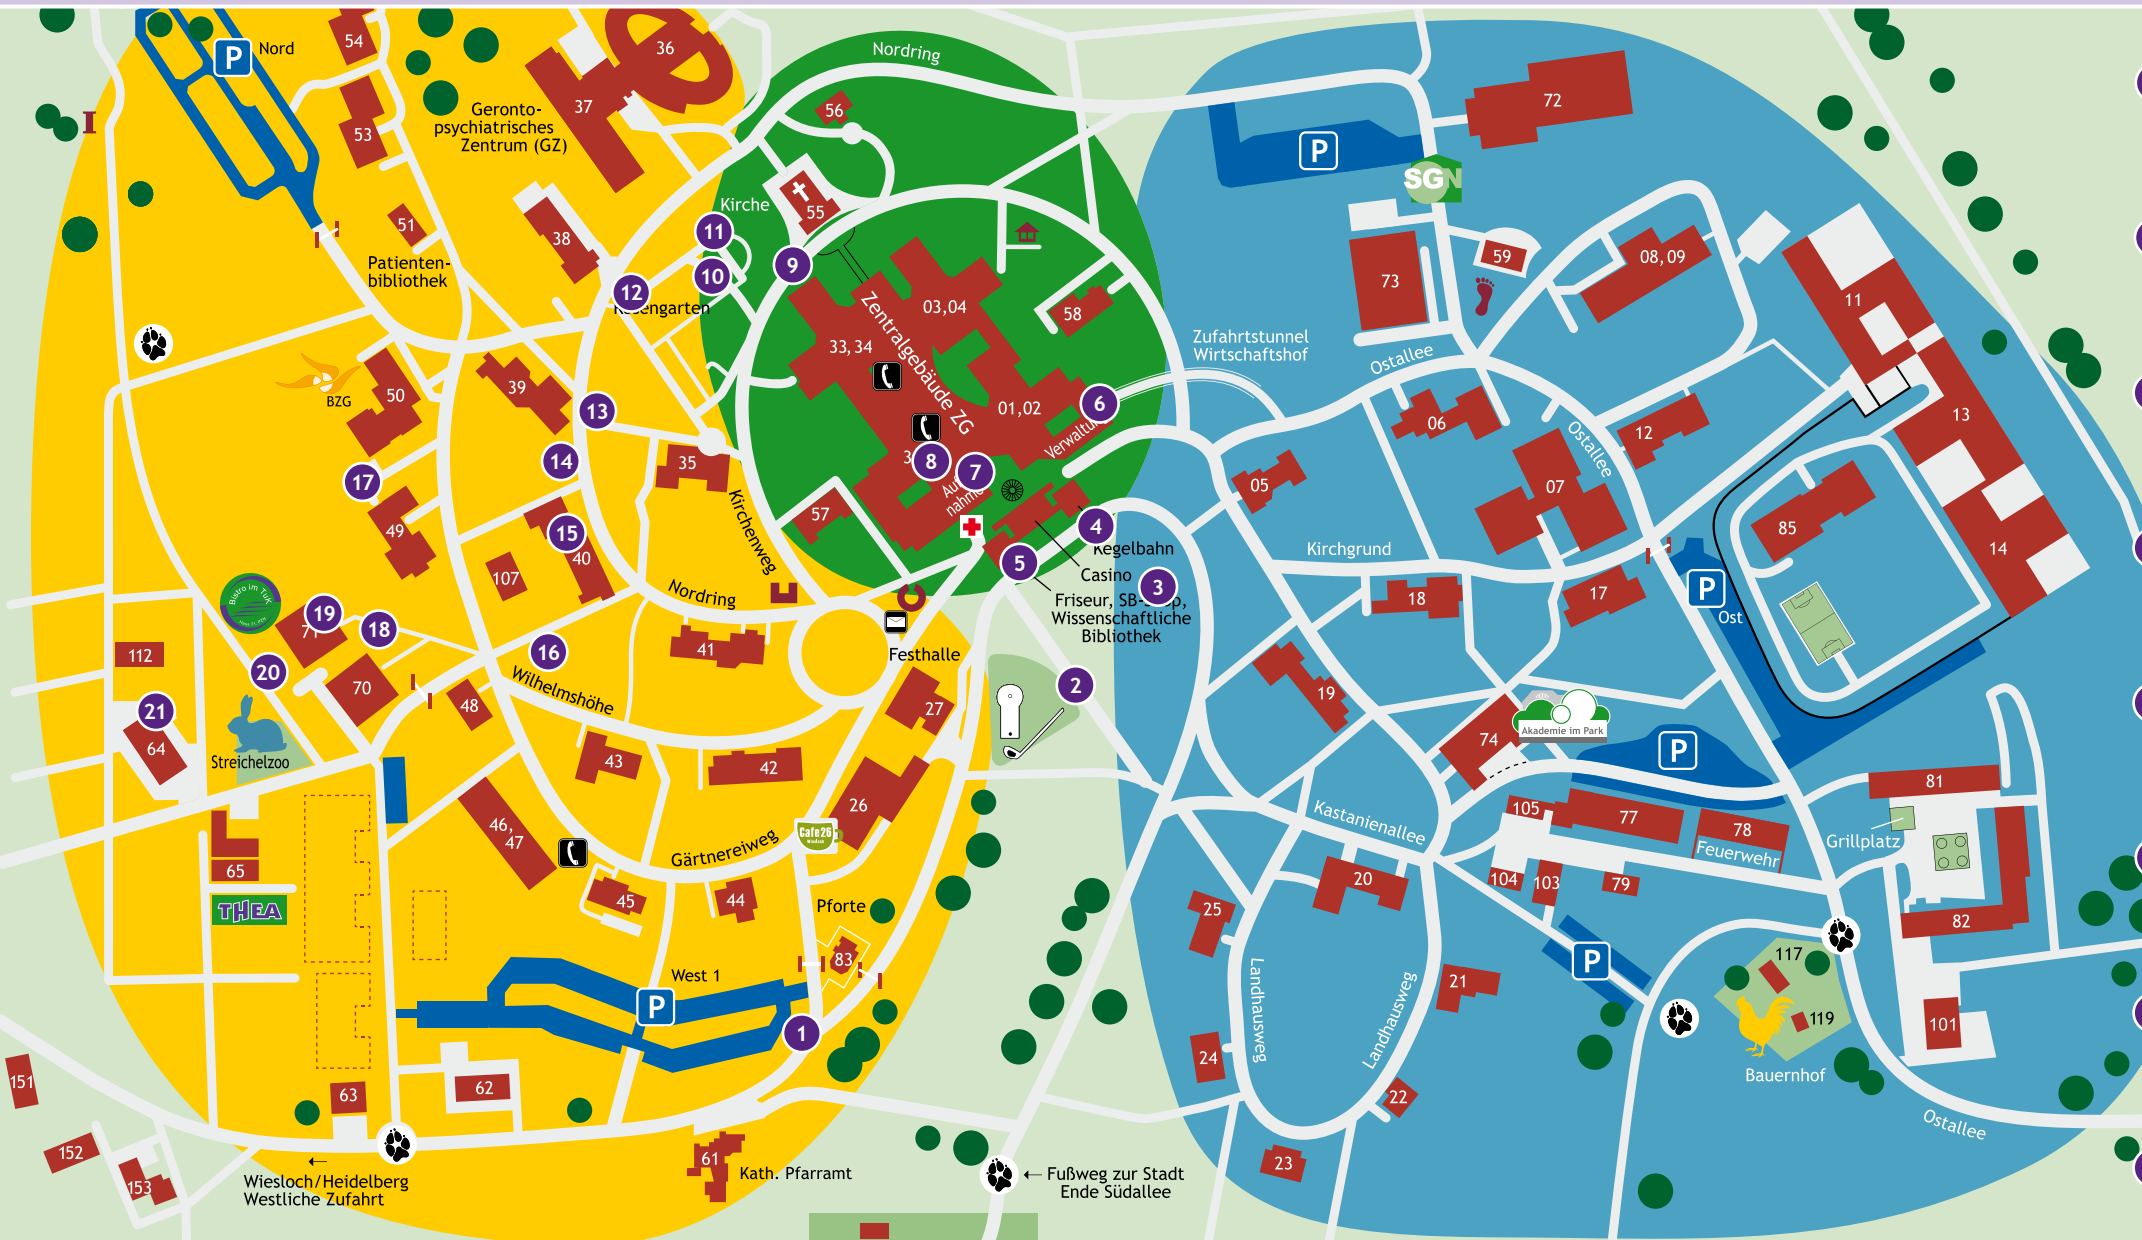 P Nord
54
36
37
Geronto-
psychiatrisches
Zentrum (GZ)
53
51
Patienten-
bibliothek
38
Nordring
56
Kirche
55
11
10
9
12
Rosengarten
P
72
SGN
73
59
08, 09
11
03,04
58
33, 34
Zentralgebäude ZG
01,02
6
Verwaltung
Zufahrtstunnel
Wirtschaftshof
Ostallee
BZG
50
39
13
14
17
49
35
Kirchenweg
57
8
7
Auf-
nahme
4
5
Kegelbahn
Casino
3
Friseur, SB-Shop,
Wissenschaftliche
Bibliothek
05
06
07
Ostallee
12
13
14
85
Kirchgrund
18
17
P
Ost
15
40
107
Nordring
Bistro im TuK
71
19
18
112
20
70
48
16
Wilhelmshöhe
41
Festhalle
27
2
19
74
Akademie im Park
P
21
64
Streichelzoo
43
42
26
46,
47
Gärtnereiweg
Cafe26
65
THEA
45
44
Pforte
83
West 1
P
1
Kastanienallee
105
77
78
Feuerwehr
104
103
79
20
25
21
24
22
23
Landhausweg
Landhausweg
P
81
Grillplatz
82
117
119
Bauernhof
101
Ostallee
151
152
153
63
62
61
Kath. Pfarramt
←
Wiesloch/Heidelberg
Westliche Zufahrt
← Fußweg zur Stadt
Ende Südallee